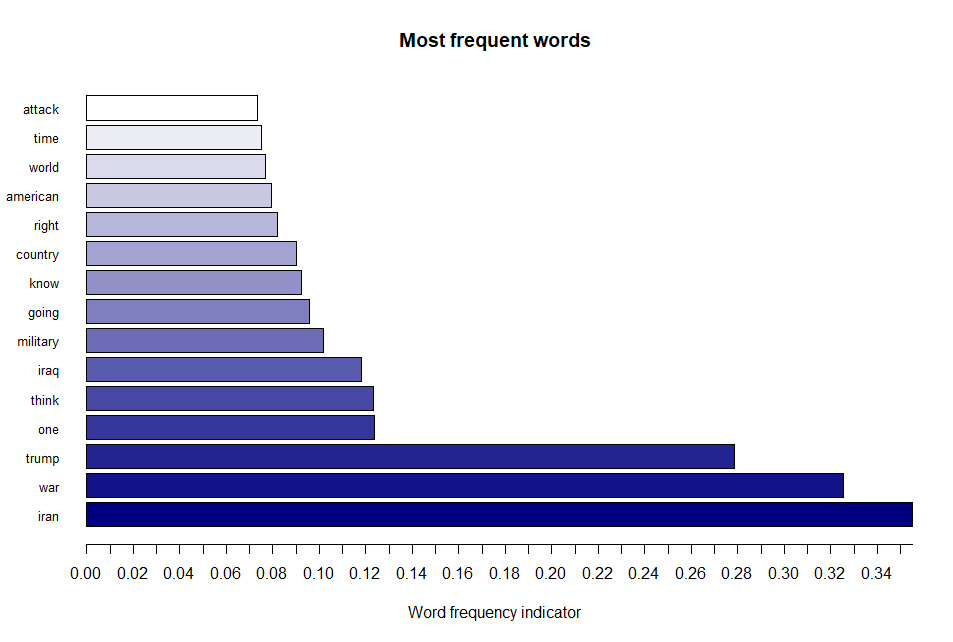 Most frequent words
attack
time
world
american
right
country
know
going
military
iraq
think
one
trump
war
iran
0.00 0.02 0.04 0.06 0.08 0.10 0.12 0.14 0.16 0.18 0.20 0.22 0.24 0.26 0.28 0.30 0.32 0.34
Word frequency indicator